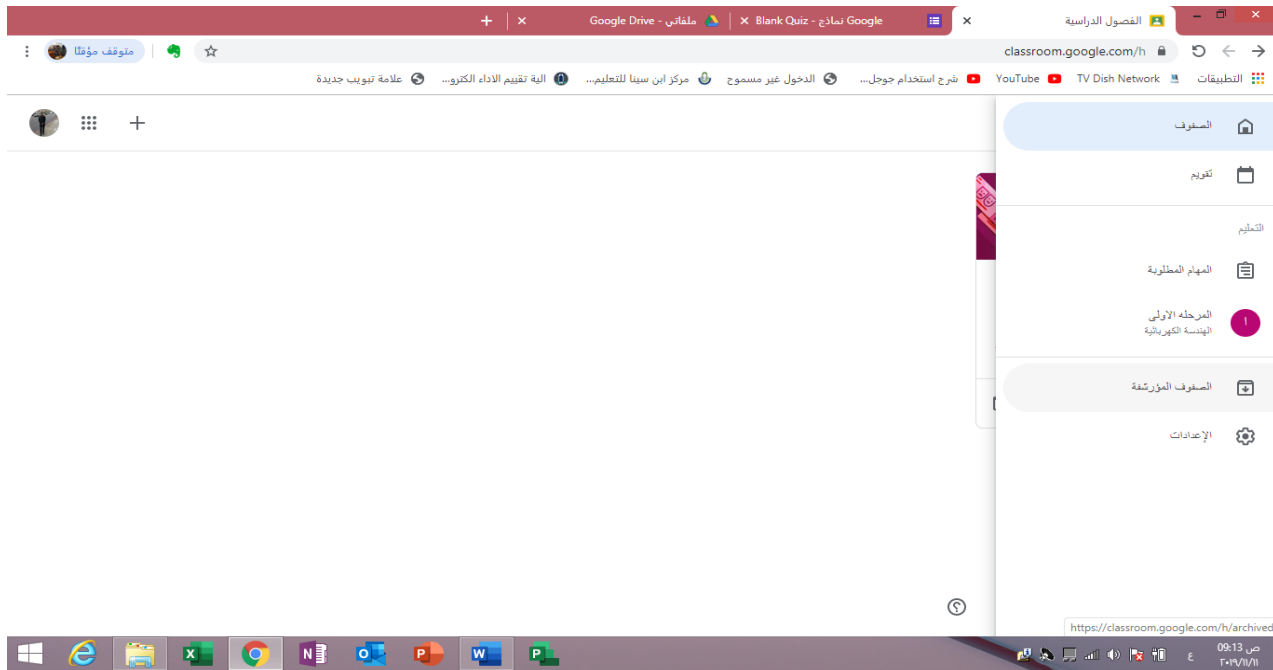 الفصول الدراسية
Google نماذج - Blank Quiz
ملفاتي - Google Drive
classroom.google.com/h
متوقف مؤقتًا
التطبيقات
TV Dish Network
YouTube
شرح استخدام جوجل...
الدخول غير مسموح
مركز ابن سينا للتعليم...
الية تقييم الاداء الكترو...
علامة تبويب جديدة
الصفوف
تقويم
التعليم
المهام المطلوبة
ا
المرحله الاولى
الهندسة الكهربائية
الصفوف المؤرشفة
الإعدادات
https://classroom.google.com/h/archived
ع
09:13 ص
٢٠١٩/١١/١١